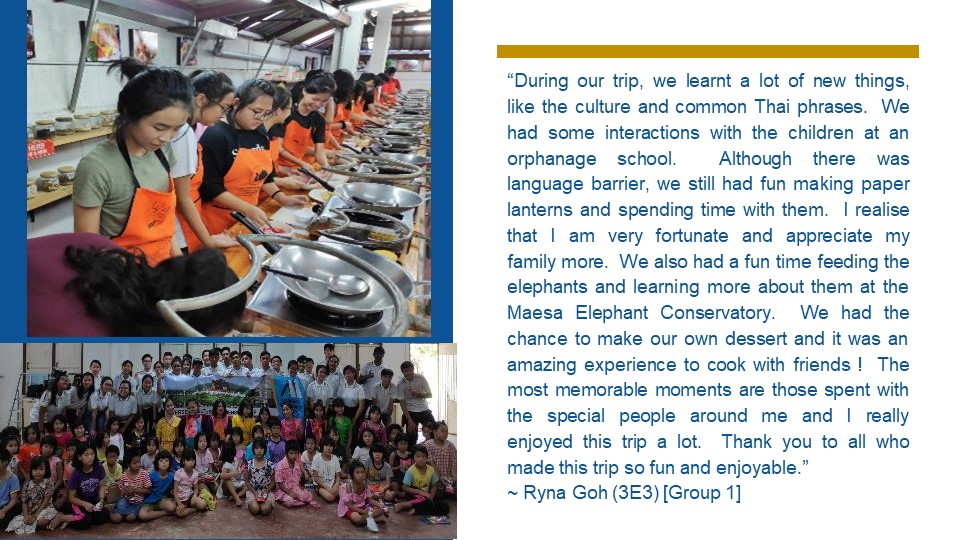 “During our trip, we learnt a lot of new things,
like the culture and common Thai phrases. We
had some interactions with the children at an
orphanage school. Although there was
language barrier, we still had fun making paper
lanterns and spending time with them. I realise
that I am very fortunate and appreciate my
family more. We also had a fun time feeding the
elephants and learning more about them at the
Maesa Elephant Conservatory. We had the
chance to make our own dessert and it was an
amazing experience to cook with friends ! The
most memorable moments are those spent with
the special people around me and I really
enjoyed this trip a lot. Thank you to all who
made this trip so fun and enjoyable.”
~ Ryna Goh (3E3) [Group 1]